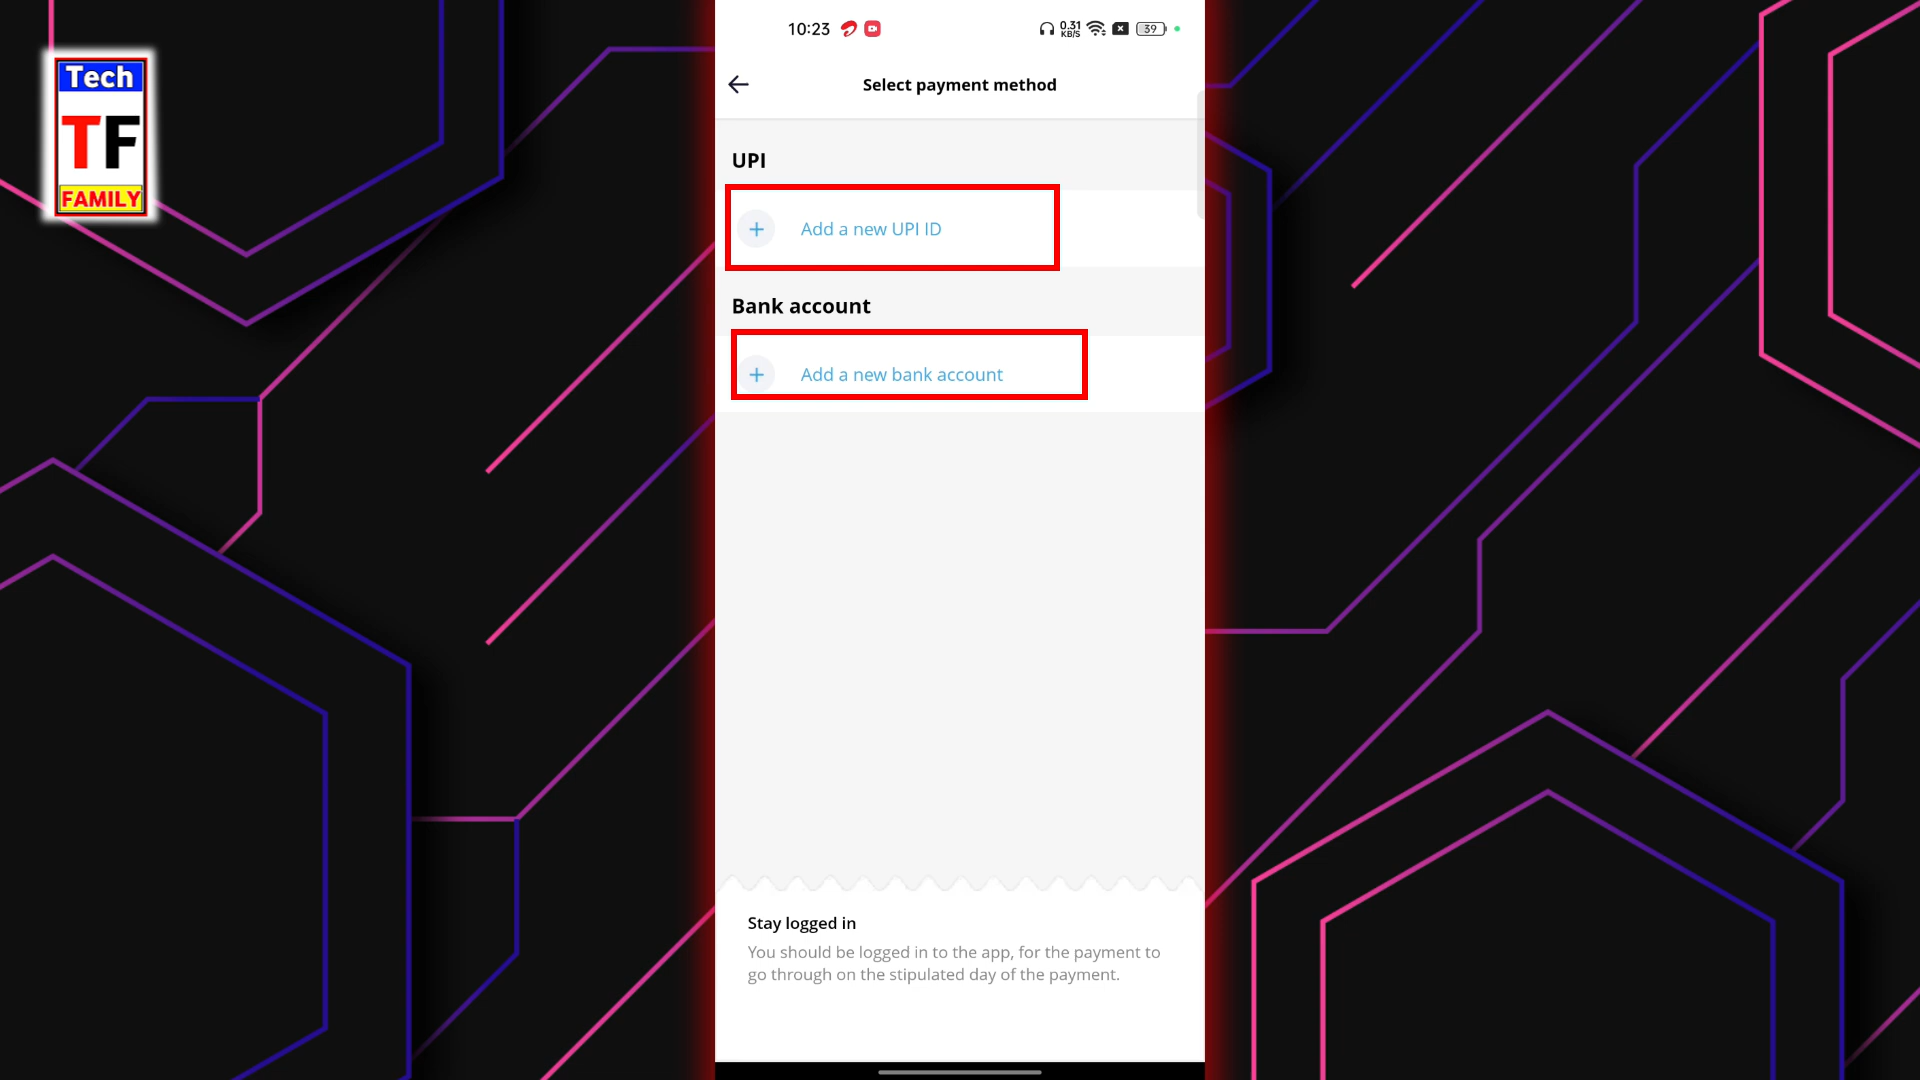 Tech
TF
FAMILY
10:23
0.31
KB/S
39
Select payment method
UPI
Add a new UPI ID
Bank account
Add a new bank account
Stay logged in
You should be logged in to the app, for the payment to
go through on the stipulated day of the payment.